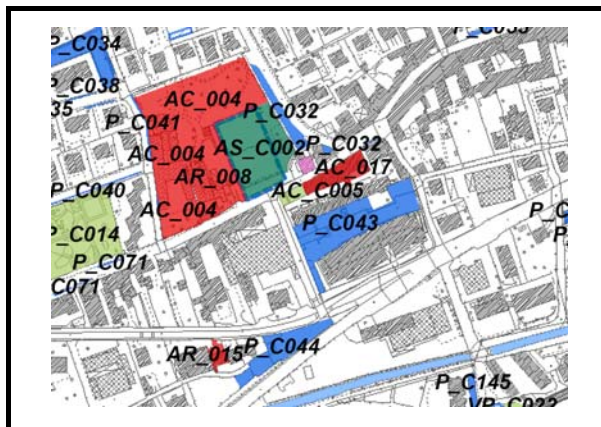 P_C034
P_C038
35
AC_004
P_C032
P_C041
AS_C002
P_C032
AC_004
AC_017
AR_008
AC_C005
P_C040
AC_004
P_C043
P_C014
P_C071
C071
AR_015
P_C044
P_C145